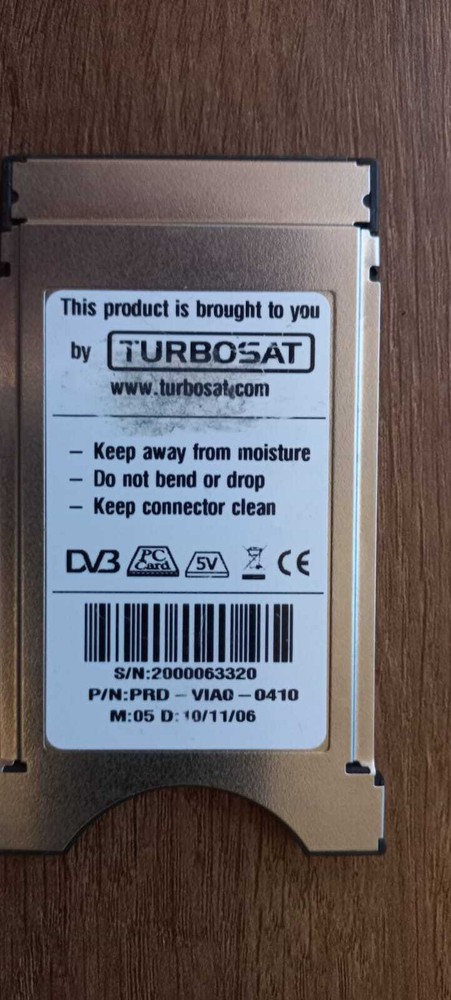 This product is brought to you
by TURBOSAT
www.turbosat.com
– Keep away from moisture
– Do not bend or drop
– Keep connector clean
DVB PC Card 5V CE
S/N:2000063320
P/N:PRD – VIA0 – 0410
M:05 D: 10/11/06